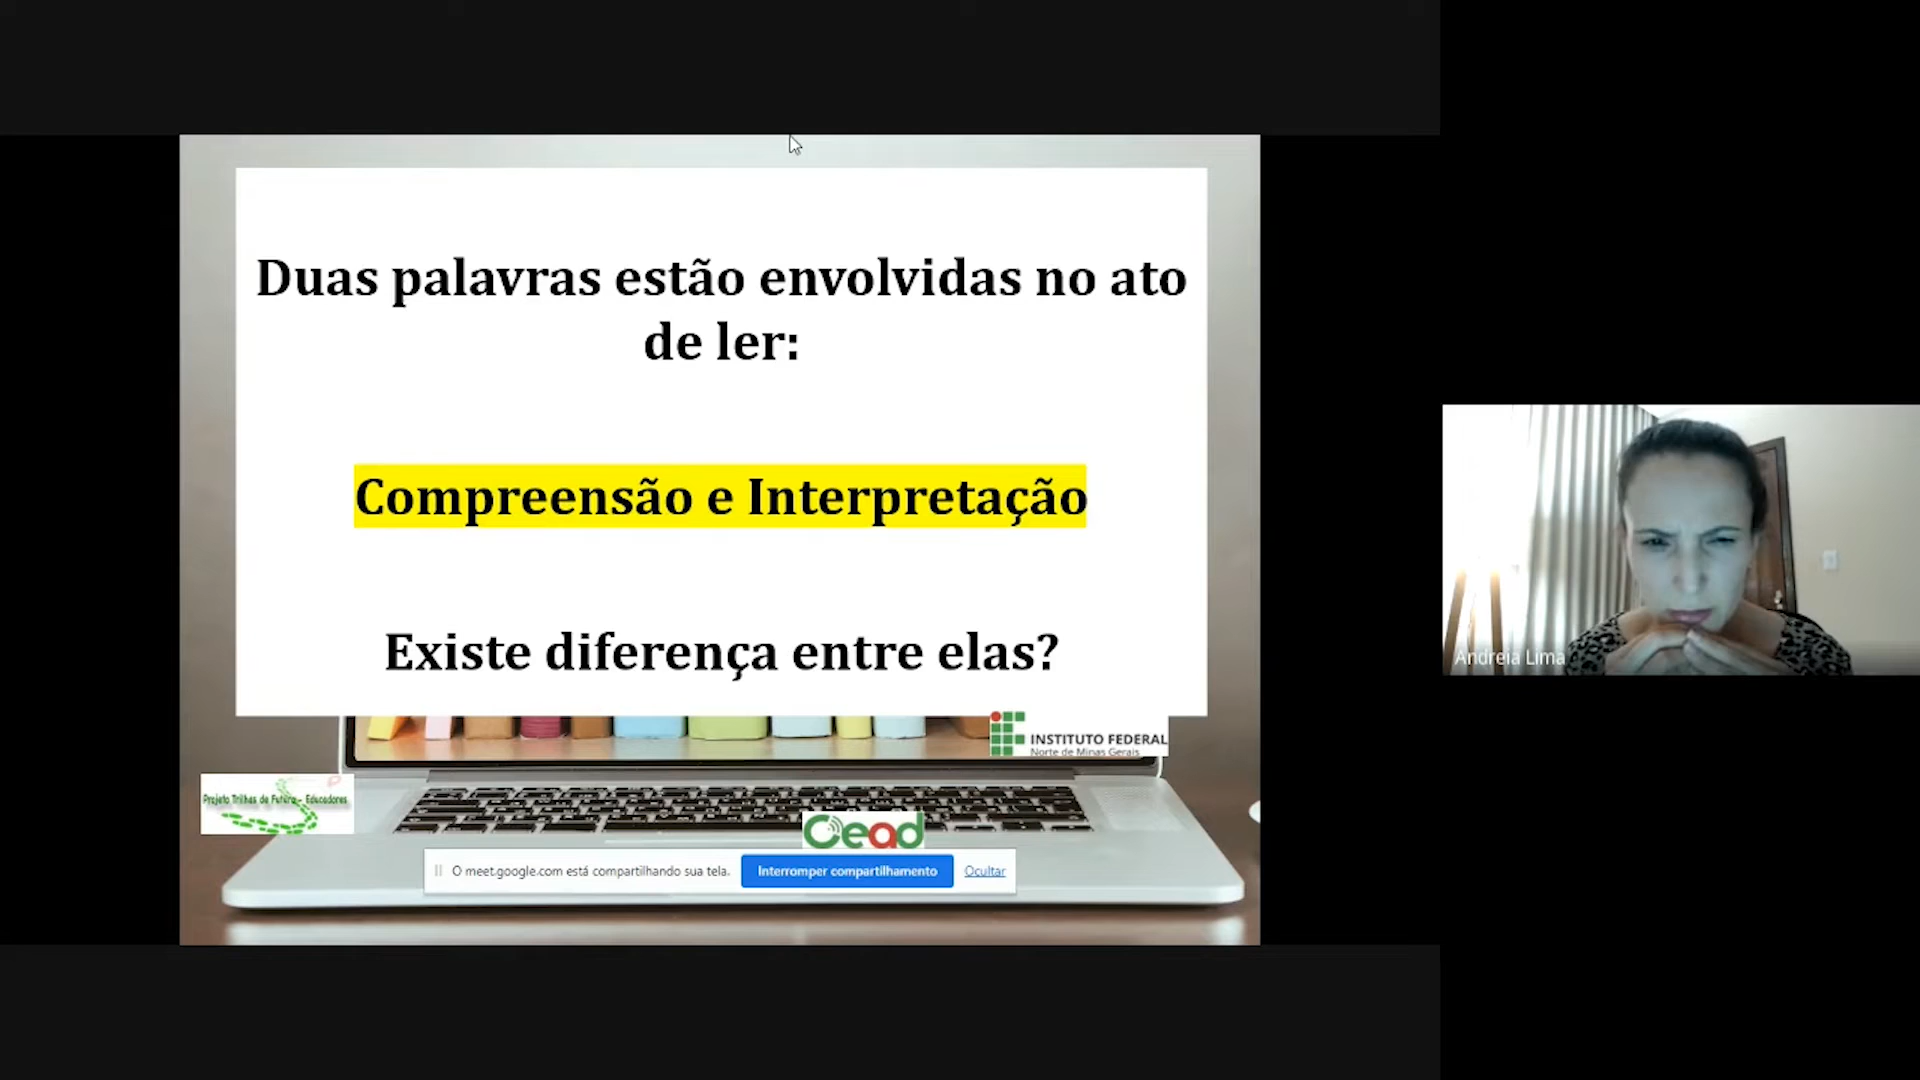 Duas palavras estão envolvidas no ato
de ler:
Compreensão e Interpretação
Existe diferença entre elas?
INSTITUTO FEDERAL
Norte de Minas Gerais
Projeto Trilhas de Futuro - Educadores
Cead
O meet.google.com está compartilhando sua tela.
Interromper compartilhamento
Ocultar
Andreia Lima